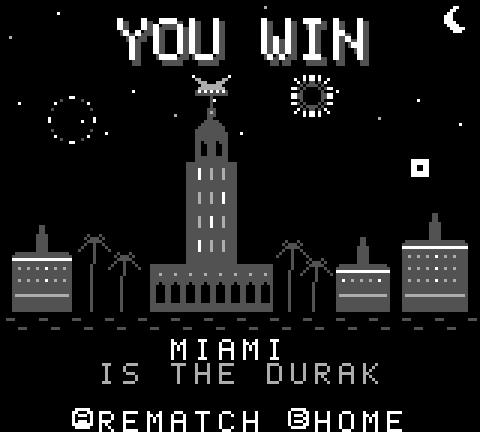 YOU WIN
MIAMI
IS THE DURAK
Ⓐ REMATCH Ⓑ HOME